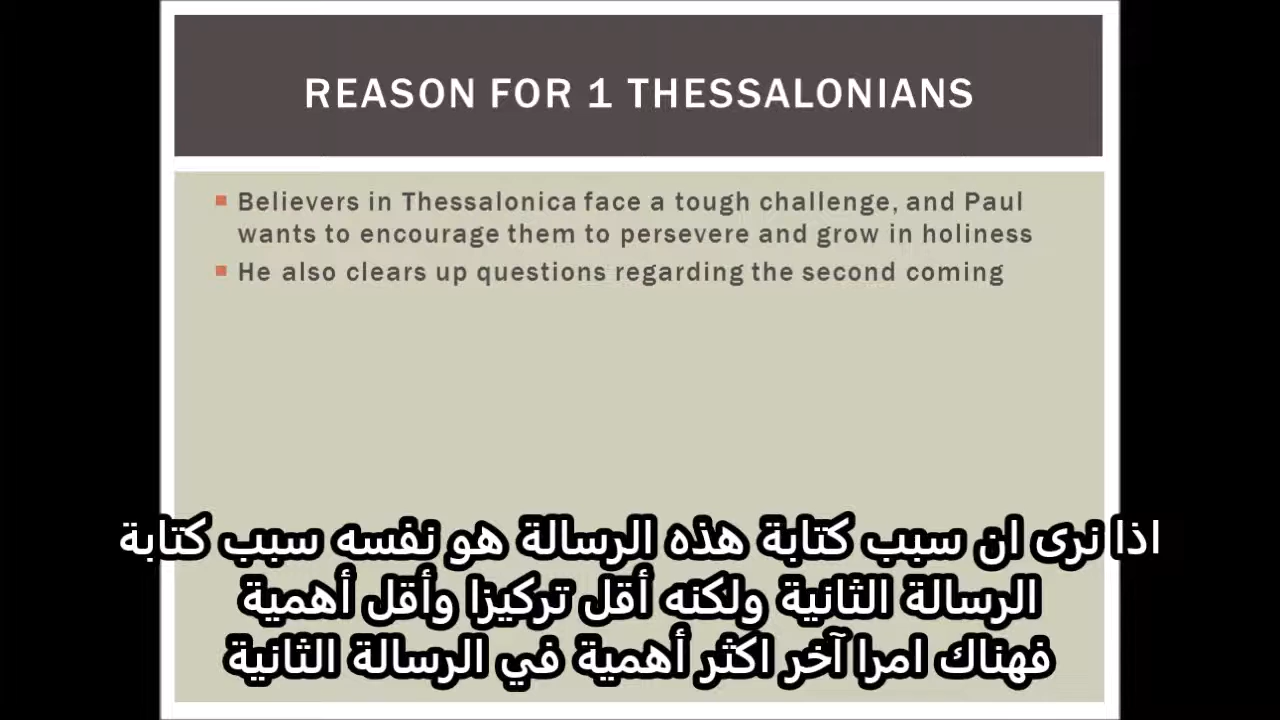 REASON FOR 1 THESSALONIANS
Believers in Thessalonica face a tough challenge, and Paul
wants to encourage them to persevere and grow in holiness
He also clears up questions regarding the second coming
اذا نرى ان سبب كتابة هذه الرسالة هو نفسه سبب كتابة
الرسالة الثانية ولكنه أقل تركيزا وأقل أهمية
فهناك امرا آخر اكثر أهمية في الرسالة الثانية